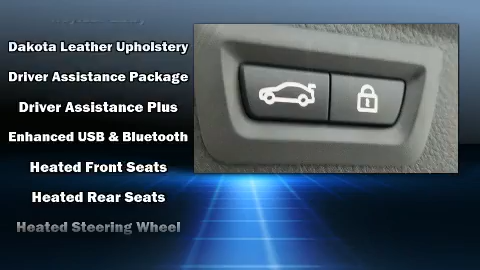 Dakota Leather Upholstery
Driver Assistance Package
Driver Assistance Plus
Enhanced USB & Bluetooth
Heated Front Seats
Heated Rear Seats
Heated Steering Wheel